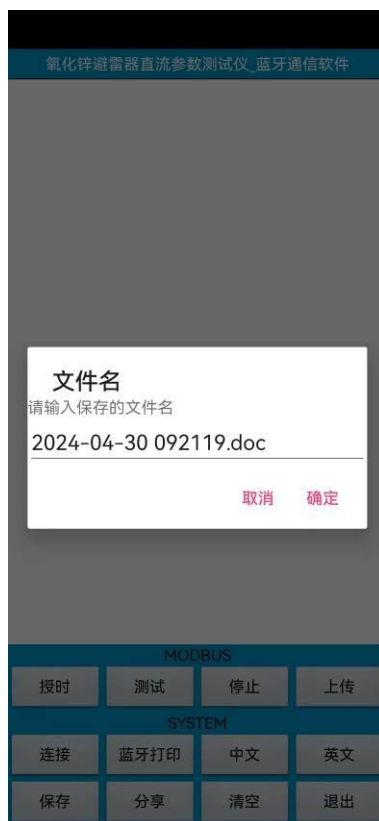 氧化锌避雷器直流参数测试仪_蓝牙通信软件
文件名
请输入保存的文件名
2024-04-30 092119.doc
取消 确定
MODBUS
授时 测试 停止 上传
SYSTEM
连接 蓝牙打印 中文 英文
保存 分享 清空 退出